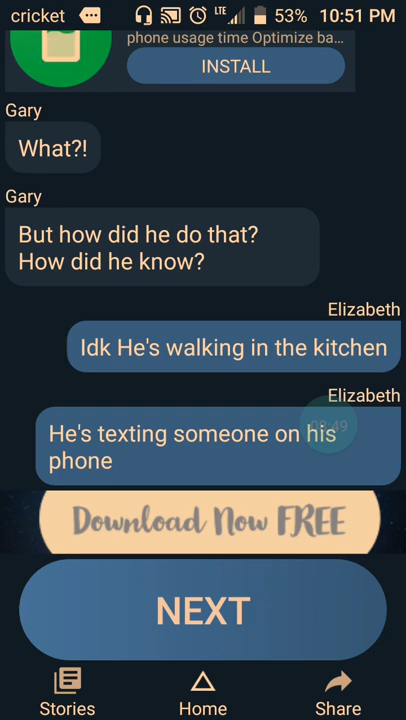 cricket LTE 53% 10:51 PM
phone usage time Optimize ba...
INSTALL
Gary
What?!
Gary
But how did he do that?
How did he know?
Elizabeth
Idk He's walking in the kitchen
Elizabeth
He's texting someone on his
phone
Download Now FREE
NEXT
Stories Home Share